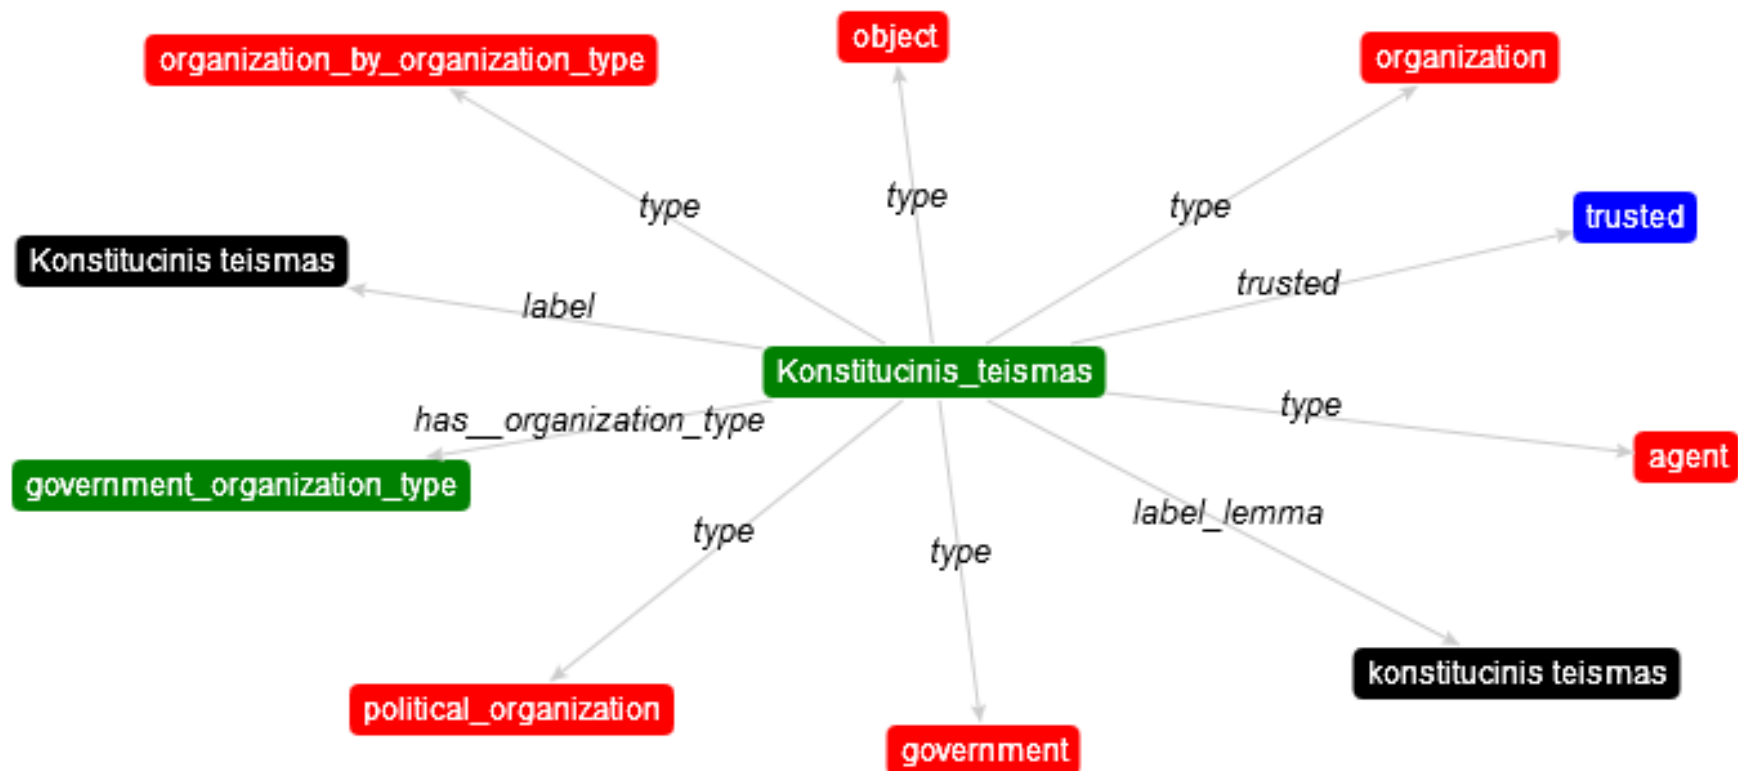 object
organization_by_organization_type
organization
type
type
type
trusted
Konstitucinis teismas
trusted
label
Konstitucinis_teismas
type
has__organization_type
agent
government_organization_type
label_lemma
type
type
konstitucinis teismas
political_organization
government